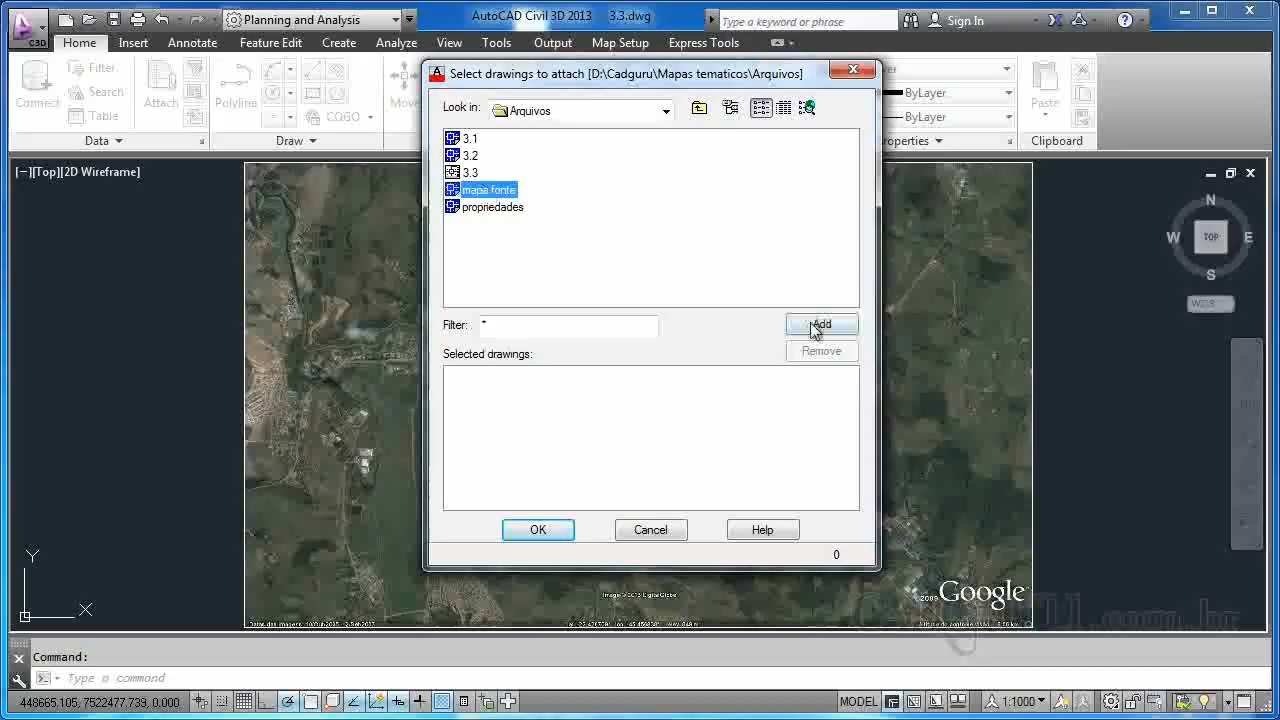 Planning and Analysis
AutoCAD Civil 3D 2013 3.3.dwg
Type a keyword or phrase
Sign In
C3D
Home Insert Annotate Feature Edit Create Analyze View Tools Output Map Setup Express Tools
Connect
Filter
Search
Table
Attach
Polyline
COGO
Move
ByLayer
ByLayer
Paste
Data
Draw
Clipboard
Select drawings to attach [D:\Cadguru\Mapas tematicos\Arquivos]
Look in: Arquivos
3.1
3.2
3.3
mapa fonte
propriedades
Filter: *
Add
Remove
Selected drawings:
OK Cancel Help
0
[−][Top][2D Wireframe]
N
W TOP E
S
WCS
Y
X
2009 Google
Command:
Type a command
448665.105, 7522477.739, 0.000
MODEL
1:1000